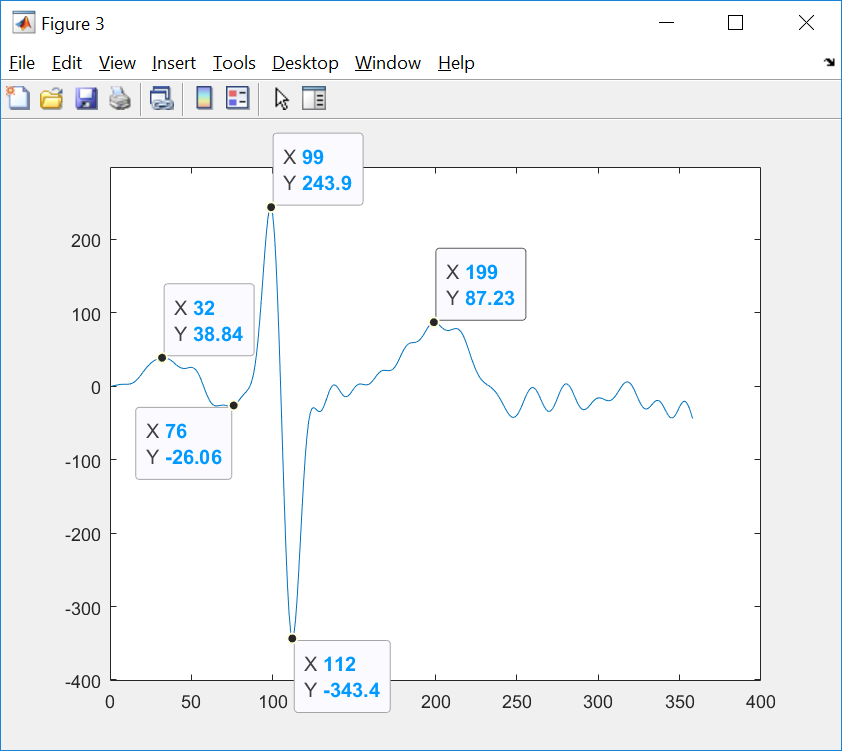 Figure 3
File Edit View Insert Tools Desktop Window Help
X 99
Y 243.9
X 199
Y 87.23
X 32
Y 38.84
X 76
Y -26.06
X 112
Y -343.4
200
100
0
-100
-200
-300
-400
0 50 100 200 250 300 350 400